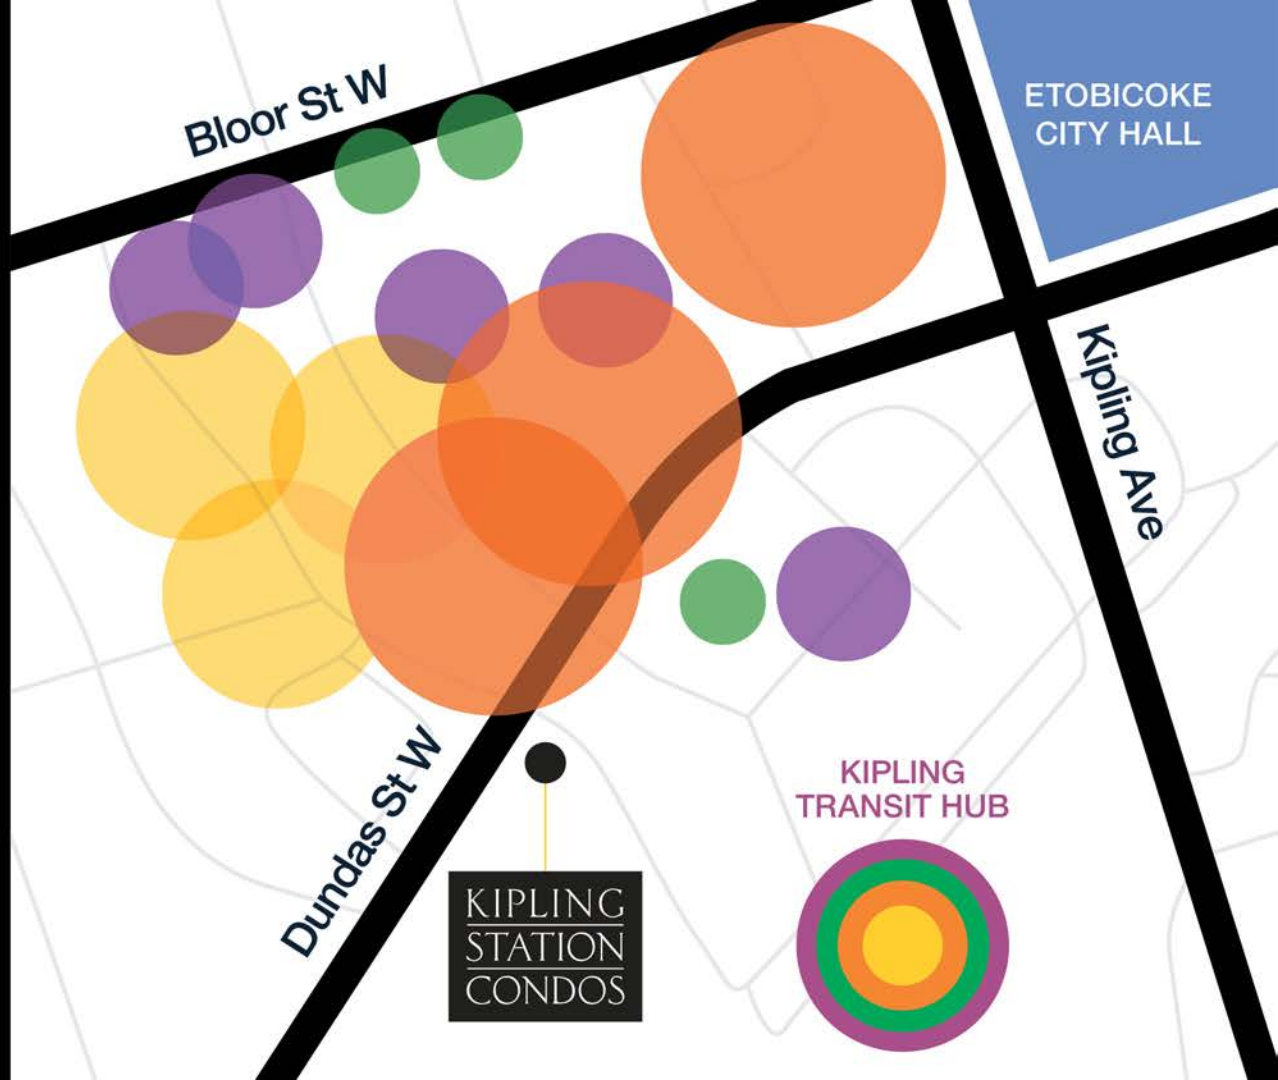 Bloor St W
ETOBICOKE
CITY HALL
Kipling Ave
Dundas St W
KIPLING
TRANSIT HUB
KIPLING
STATION
CONDOS